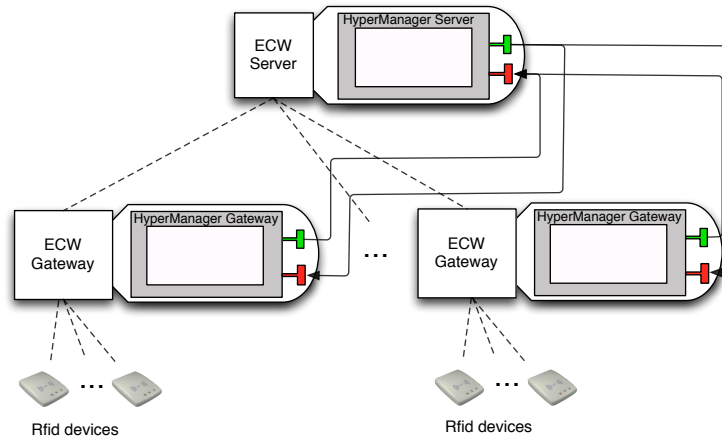 HyperManager Server
ECW
Server
HyperManager Gateway
ECW
Gateway
...
HyperManager Gateway
ECW
Gateway
...
Rfid devices
...
Rfid devices